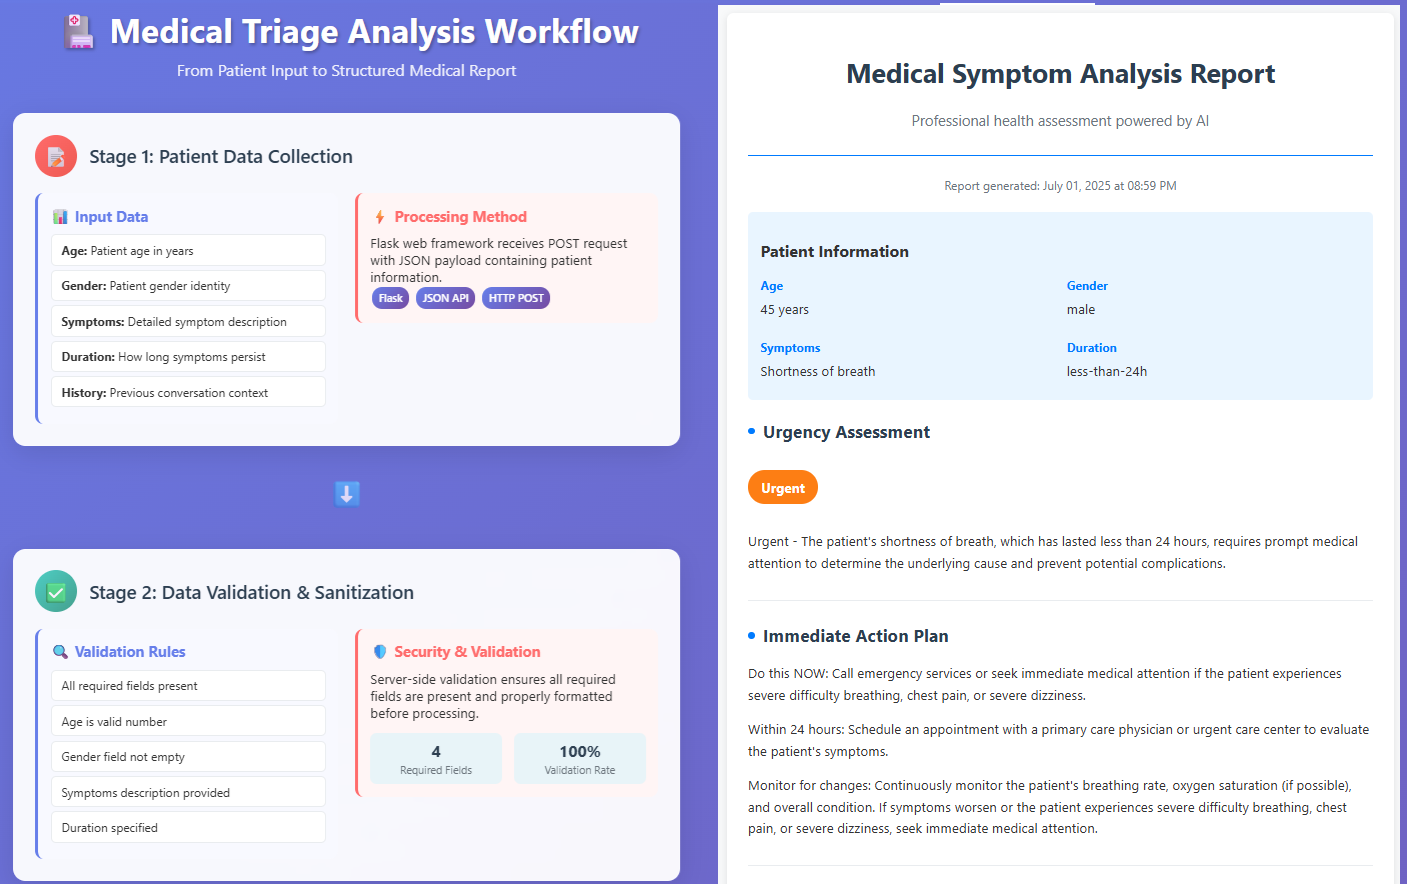 Medical Triage Analysis Workflow
From Patient Input to Structured Medical Report
Stage 1: Patient Data Collection
Input Data
Age: Patient age in years
Gender: Patient gender identity
Symptoms: Detailed symptom description
Duration: How long symptoms persist
History: Previous conversation context
Processing Method
Flask web framework receives POST request
with JSON payload containing patient
information.
Flask JSON API HTTP POST
Stage 2: Data Validation & Sanitization
Validation Rules
All required fields present
Age is valid number
Gender field not empty
Symptoms description provided
Duration specified
Security & Validation
Server-side validation ensures all required
fields are present and properly formatted
before processing.
4
Required Fields
100%
Validation Rate
Medical Symptom Analysis Report
Professional health assessment powered by AI
Report generated: July 01, 2025 at 08:59 PM
Patient Information
Age
45 years
Gender
male
Symptoms
Shortness of breath
Duration
less-than-24h
Urgency Assessment
Urgent
Urgent - The patient's shortness of breath, which has lasted less than 24 hours, requires prompt medical
attention to determine the underlying cause and prevent potential complications.
Immediate Action Plan
Do this NOW: Call emergency services or seek immediate medical attention if the patient experiences
severe difficulty breathing, chest pain, or severe dizziness.
Within 24 hours: Schedule an appointment with a primary care physician or urgent care center to evaluate
the patient's symptoms.
Monitor for changes: Continuously monitor the patient's breathing rate, oxygen saturation (if possible),
and overall condition. If symptoms worsen or the patient experiences severe difficulty breathing, chest
pain, or severe dizziness, seek immediate medical attention.